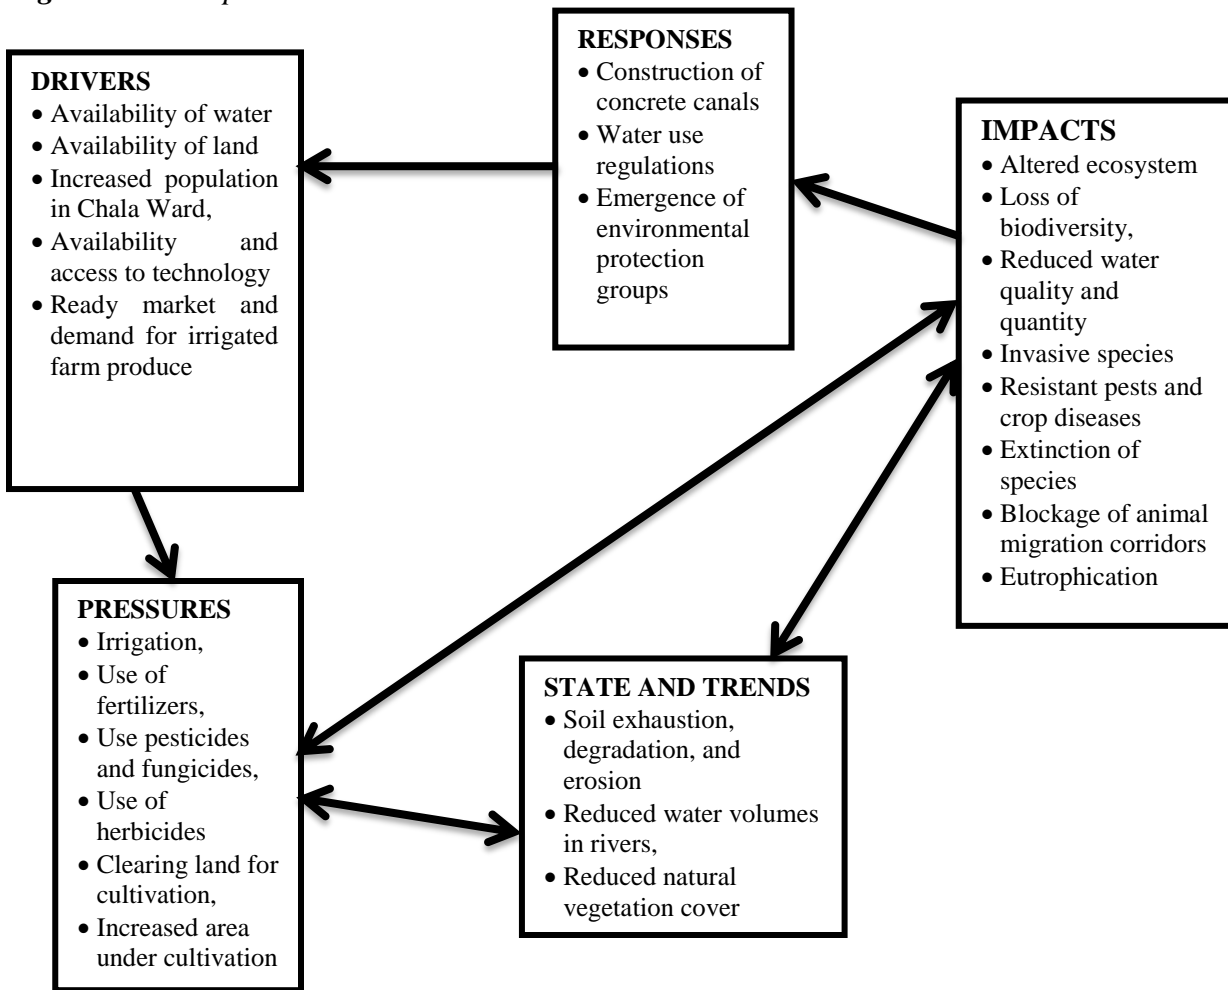 DRIVERS
• Availability of water
• Availability of land
• Increased population
in Chala Ward,
• Availability and
access to technology
• Ready market and
demand for irrigated
farm produce
RESPONSES
• Construction of
concrete canals
• Water use
regulations
• Emergence of
environmental
protection
groups
IMPACTS
• Altered ecosystem
• Loss of
biodiversity,
• Reduced water
quality and
quantity
• Invasive species
• Resistant pests and
crop diseases
• Extinction of
species
• Blockage of animal
migration corridors
• Eutrophication
PRESSURES
• Irrigation,
• Use of
fertilizers,
• Use pesticides
and fungicides,
• Use of
herbicides
• Clearing land for
cultivation,
• Increased area
under cultivation
STATE AND TRENDS
• Soil exhaustion,
degradation, and
erosion
• Reduced water volumes
in rivers,
• Reduced natural
vegetation cover